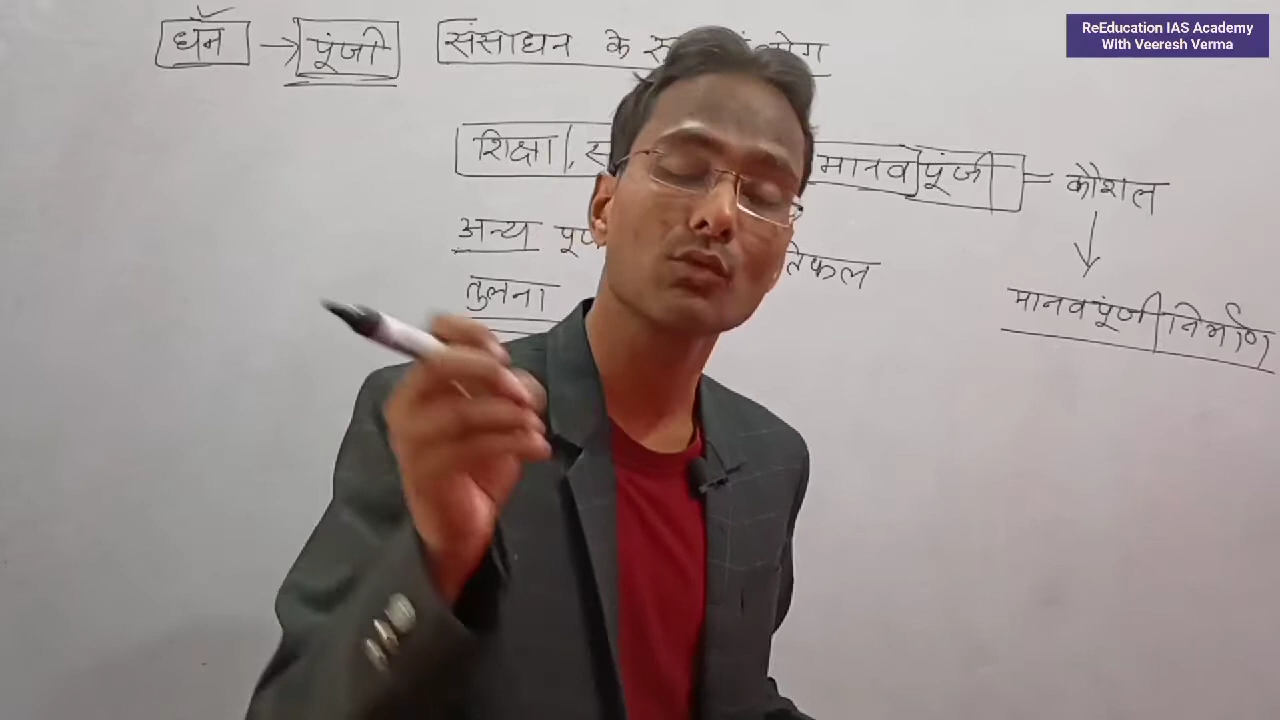 ReEducation IAS Academy
With Veeresh Verma
धन → पूंजी
संसाधन के
शिक्षा, मानव पूंजी = कौशल
अन्य
तुलना
मानव पूंजी निर्माण